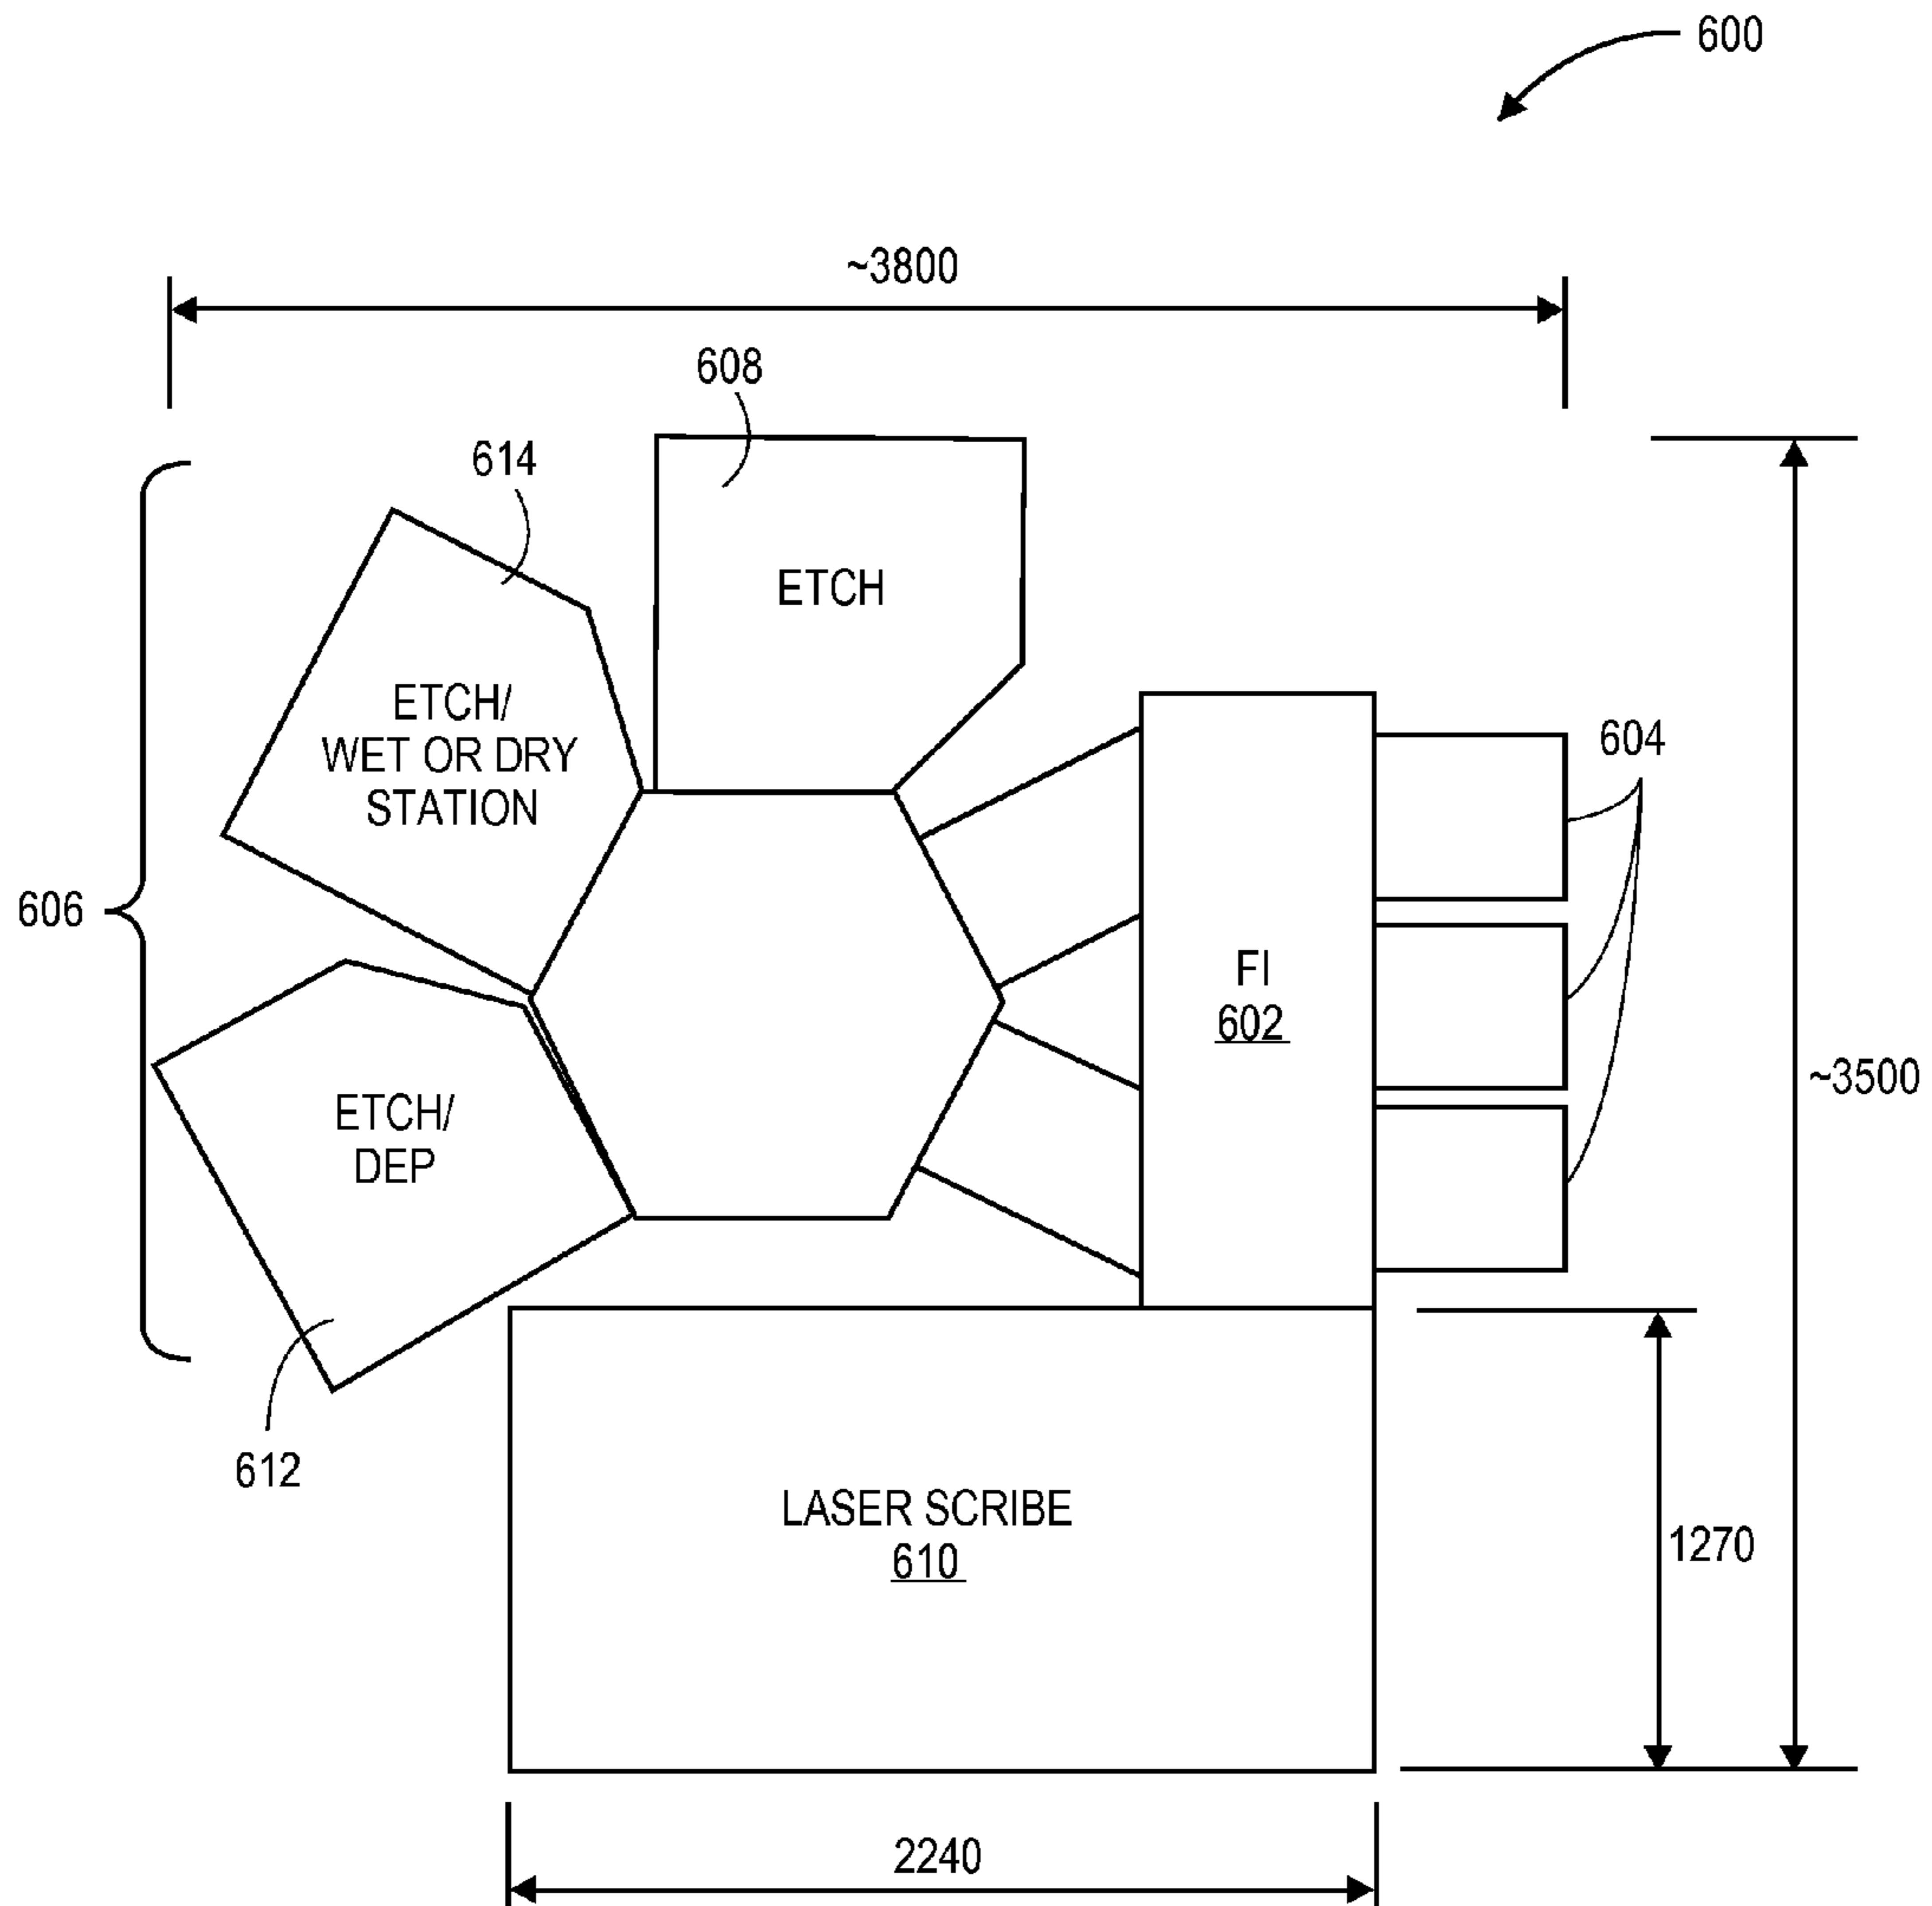 600
~3800
608
614
ETCH
ETCH/
WET OR DRY
STATION
604
606
FI
602
~3500
ETCH/
DEP
612
LASER SCRIBE
610
1270
2240